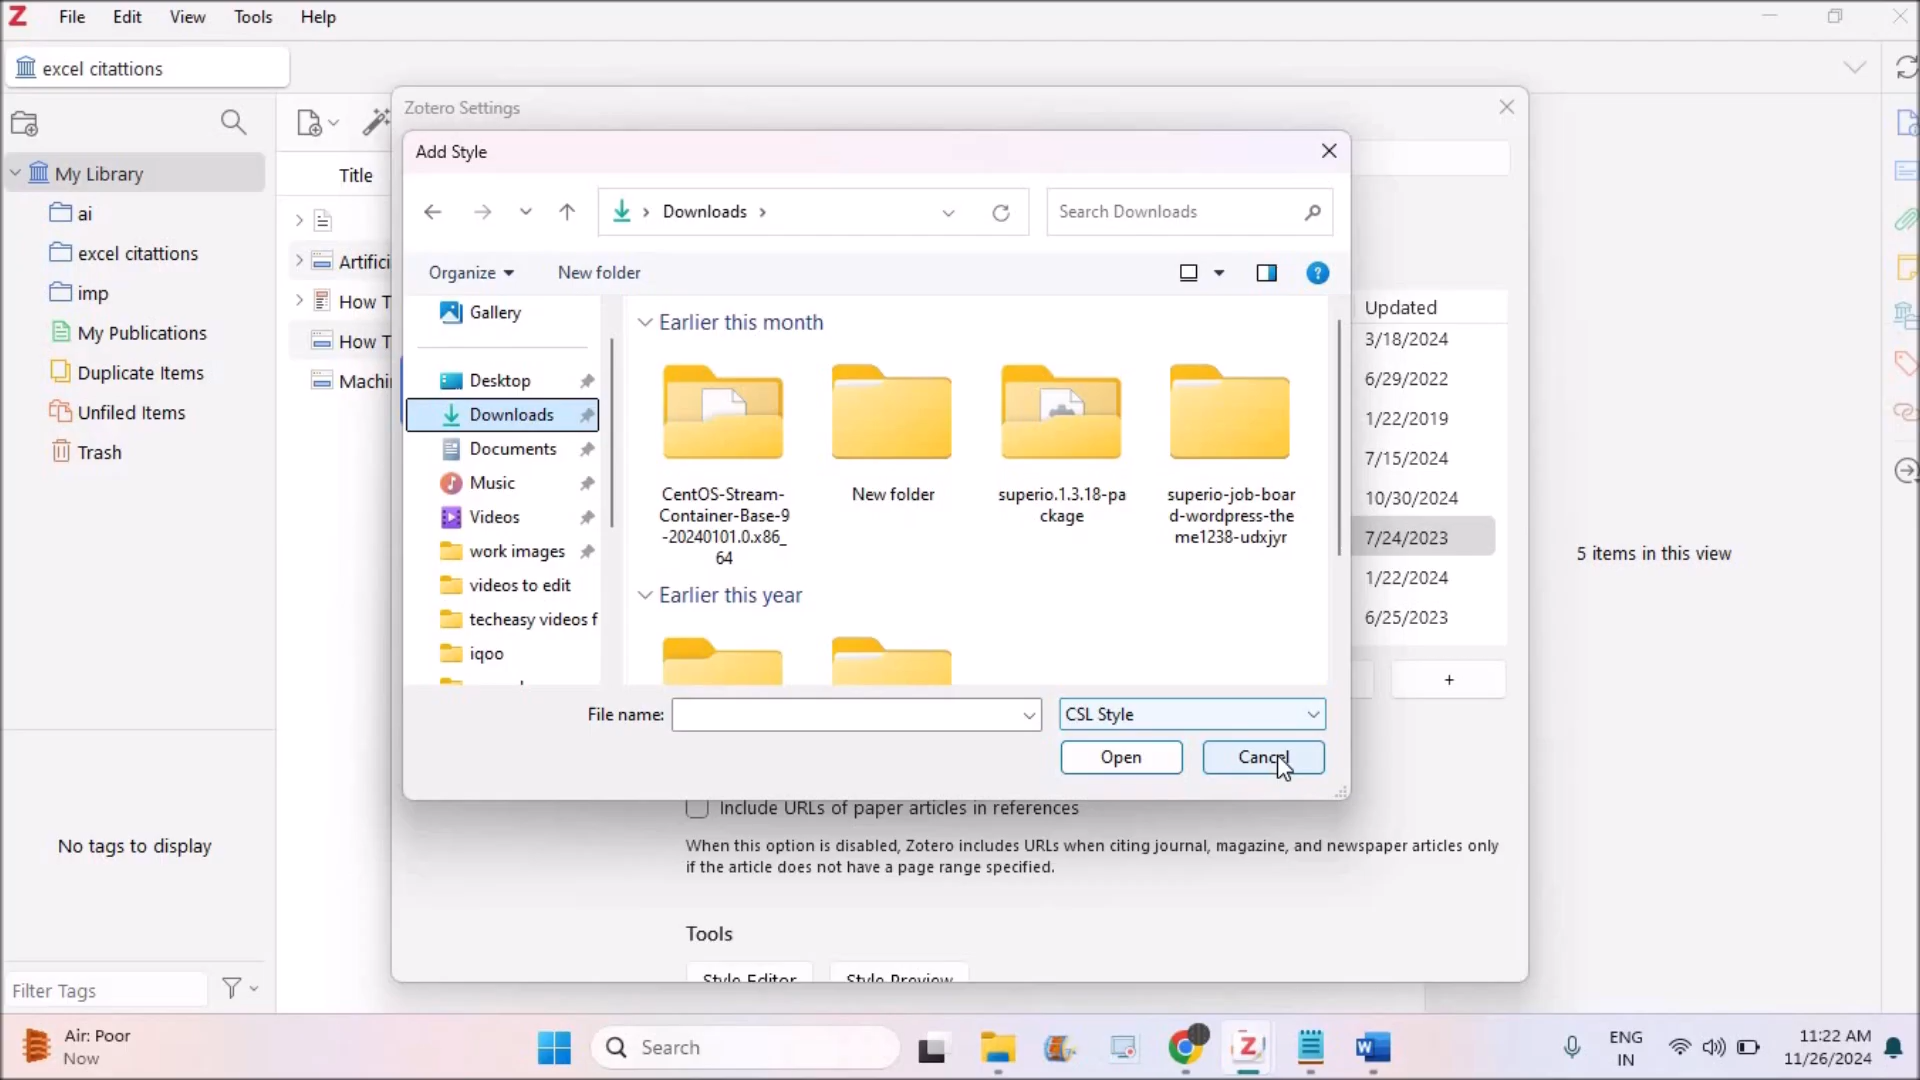 Z File Edit View Tools Help
excel citattions
Zotero Settings
My Library
ai
excel citattions
imp
My Publications
Duplicate Items
Unfiled Items
Trash
No tags to display
Filter Tags
Title
Artifici
How T
How T
Machi
Add Style
Downloads
Search Downloads
Organize
New folder
Gallery
Desktop
Downloads
Documents
Music
Videos
work images
videos to edit
techeasy videos f
iqoo
Earlier this month
CentOS-Stream-
Container-Base-9
-20240101.0.x86_
64
New folder
superio.1.3.18-pa
ckage
superio-job-boar
d-wordpress-the
me1238-udxjyr
Earlier this year
File name:
CSL Style
Open
Cancel
Updated
3/18/2024
6/29/2022
1/22/2019
7/15/2024
10/30/2024
7/24/2023
1/22/2024
6/25/2023
+
5 items in this view
Include URLs of paper articles in references
When this option is disabled, Zotero includes URLs when citing journal, magazine, and newspaper articles only
if the article does not have a page range specified.
Tools
Style Editor
Style Preview
Air: Poor
Now
Search
ENG
IN
11:22 AM
11/26/2024